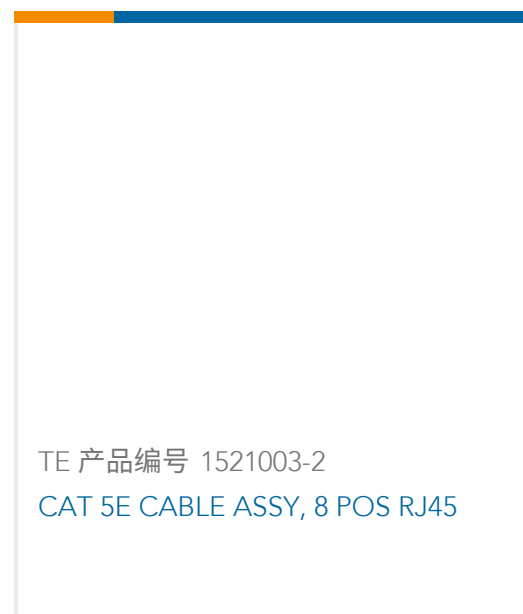 TE 产品编号 1521003-2
CAT 5E CABLE ASSY, 8 POS RJ45